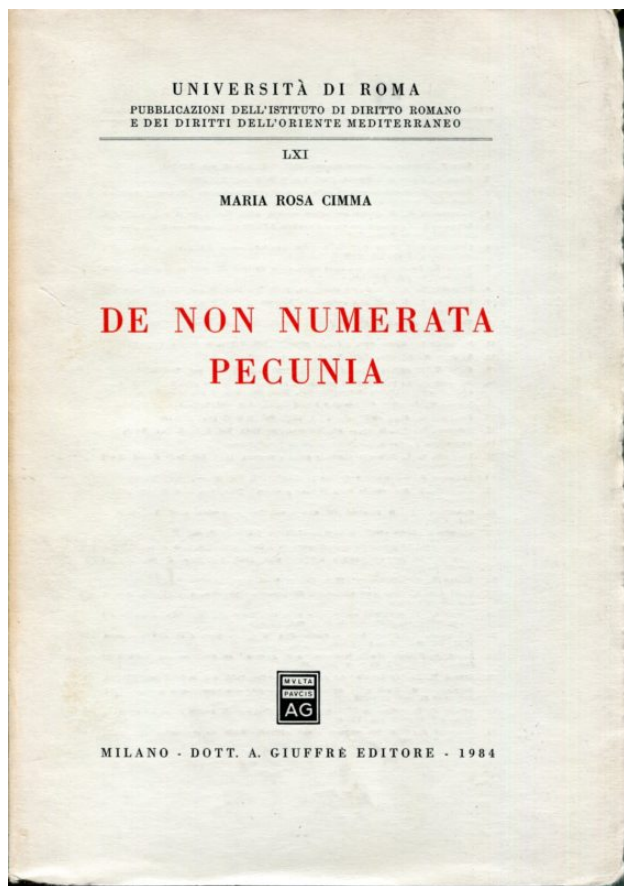 UNIVERSITÀ DI ROMA
PUBBLICAZIONI DELL'ISTITUTO DI DIRITTO ROMANO
E DEI DIRITTI DELL'ORIENTE MEDITERRANEO
LXI
MARIA ROSA CIMMA
DE NON NUMERATA
PECUNIA
MVLTA
PAVCIS
AG
MILANO - DOTT. A. GIUFFRÈ EDITORE - 1984